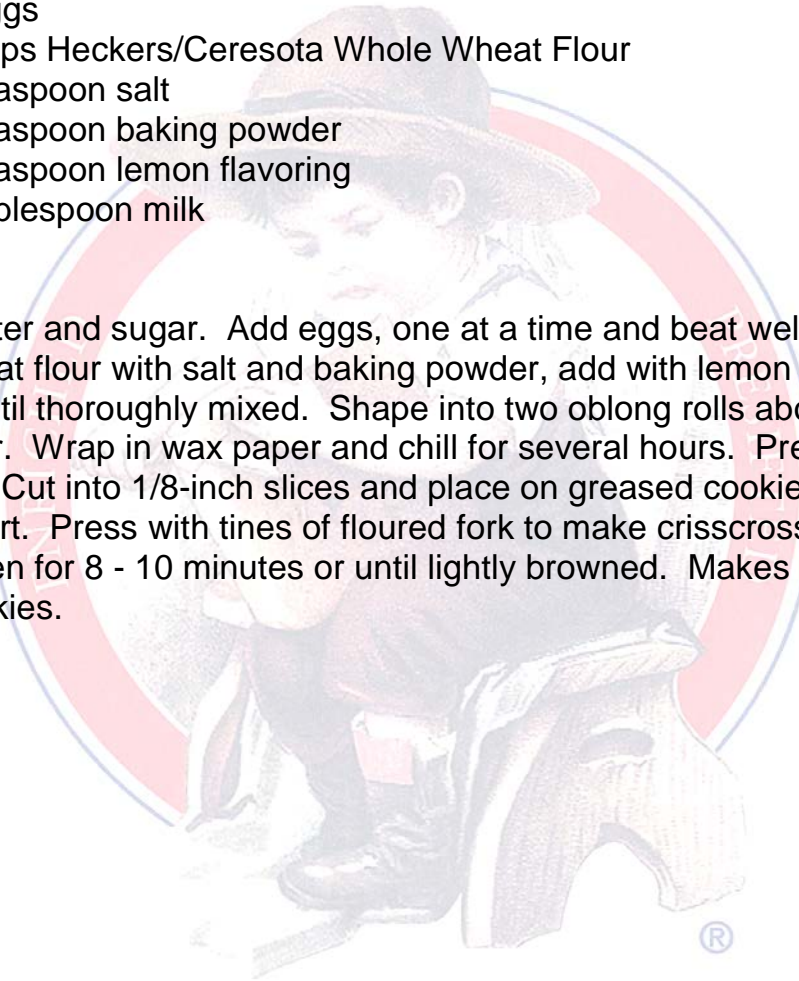 ggs
ps Heckers/Ceresota Whole Wheat Flour
aspoon salt
aspoon baking powder
aspoon lemon flavoring
blespoon milk
ter and sugar.  Add eggs, one at a time and beat wel
at flour with salt and baking powder, add with lemon
til thoroughly mixed.  Shape into two oblong rolls abo
r.  Wrap in wax paper and chill for several hours.  Pre
Cut into 1/8-inch slices and place on greased cookie
rt.  Press with tines of floured fork to make crisscross
en for 8 - 10 minutes or until lightly browned.  Makes
kies.
®